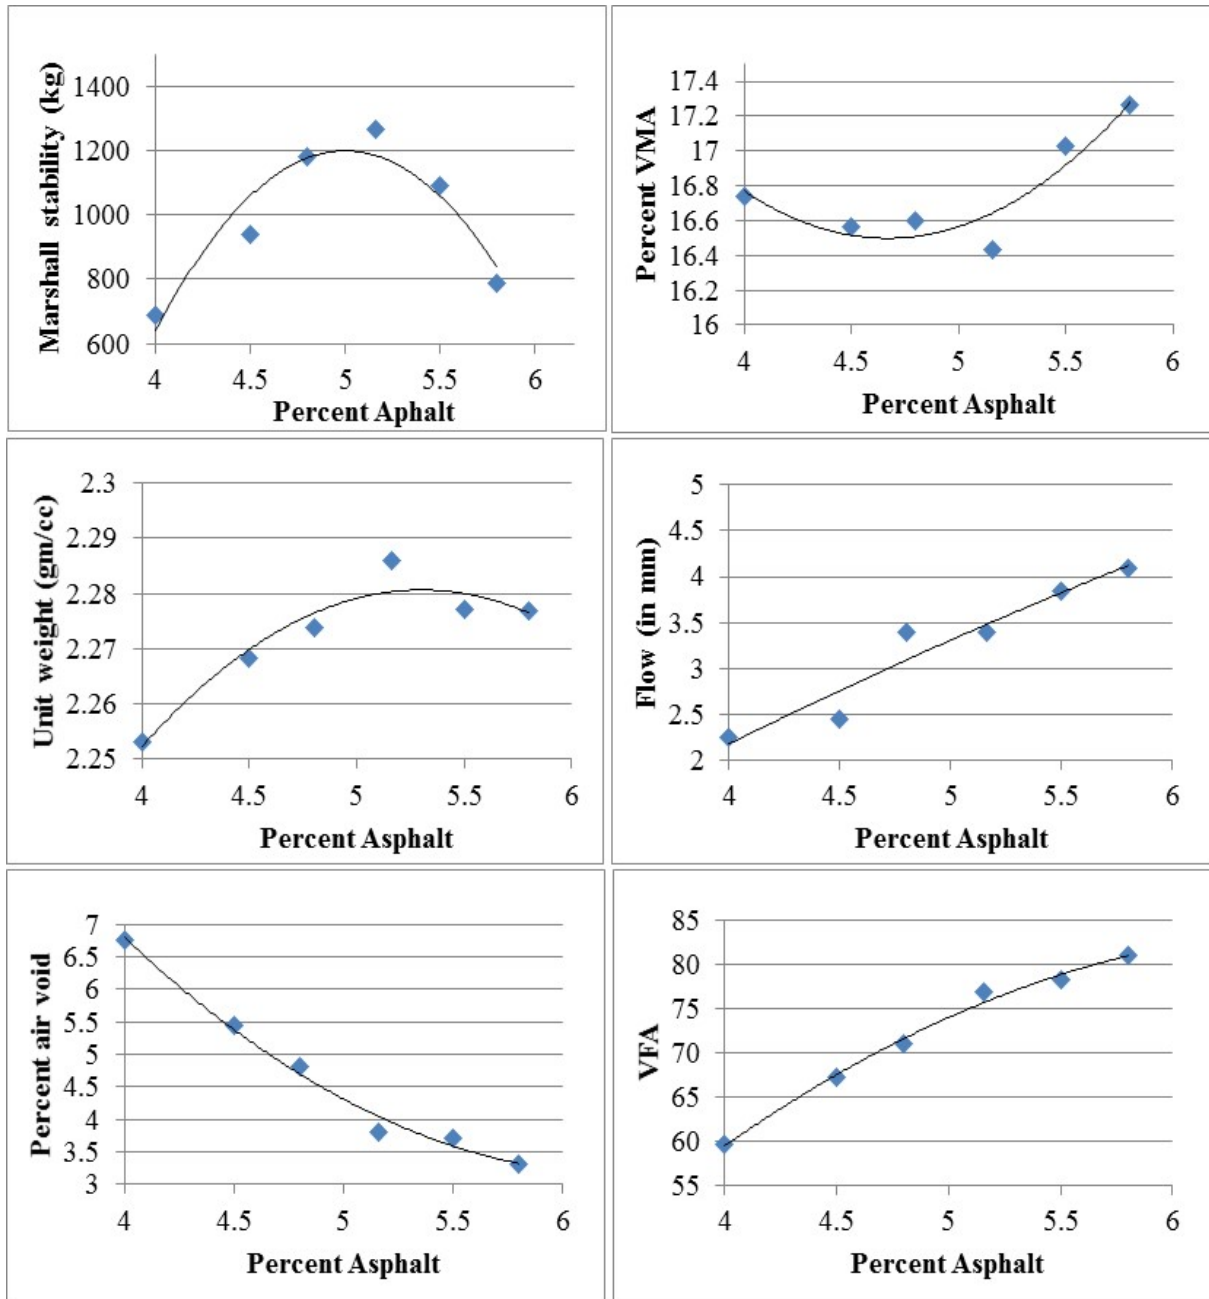 Marshall stability (kg)
1400
1200
1000
800
600
4 4.5 5 5.5 6
Percent Aphalt
Percent VMA
17.4
17.2
17
16.8
16.6
16.4
16.2
16
4 4.5 5 5.5 6
Percent Asphalt
Unit weight (gm/cc)
2.3
2.29
2.28
2.27
2.26
2.25
4 4.5 5 5.5 6
Percent Asphalt
Flow (in mm)
5
4.5
4
3.5
3
2.5
2
4 4.5 5 5.5 6
Percent Asphalt
Percent air void
7
6.5
6
5.5
5
4.5
4
3.5
3
4 4.5 5 5.5 6
Percent Asphalt
VFA
85
80
75
70
65
60
55
4 4.5 5 5.5 6
Percent Asphalt